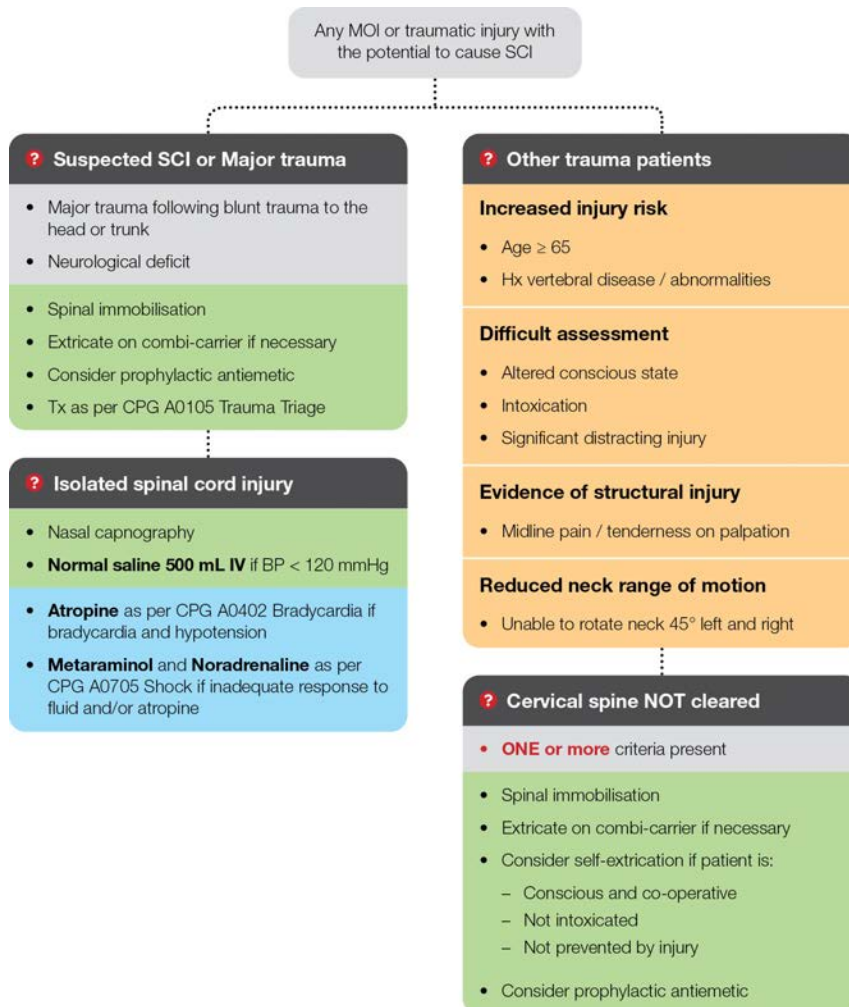 Any MOI or traumatic injury with
the potential to cause SCI
? Suspected SCI or Major trauma
• Major trauma following blunt trauma to the
head or trunk
• Neurological deficit
• Spinal immobilisation
• Extricate on combi-carrier if necessary
• Consider prophylactic antiemetic
• Tx as per CPG A0105 Trauma Triage
? Isolated spinal cord injury
• Nasal capnography
• Normal saline 500 mL IV if BP < 120 mmHg
• Atropine as per CPG A0402 Bradycardia if
bradycardia and hypotension
• Metaraminol and Noradrenaline as per
CPG A0705 Shock if inadequate response to
fluid and/or atropine
? Other trauma patients
Increased injury risk
• Age ≥ 65
• Hx vertebral disease / abnormalities
Difficult assessment
• Altered conscious state
• Intoxication
• Significant distracting injury
Evidence of structural injury
• Midline pain / tenderness on palpation
Reduced neck range of motion
• Unable to rotate neck 45° left and right
? Cervical spine NOT cleared
• ONE or more criteria present
• Spinal immobilisation
• Extricate on combi-carrier if necessary
• Consider self-extrication if patient is:
– Conscious and co-operative
– Not intoxicated
– Not prevented by injury
• Consider prophylactic antiemetic